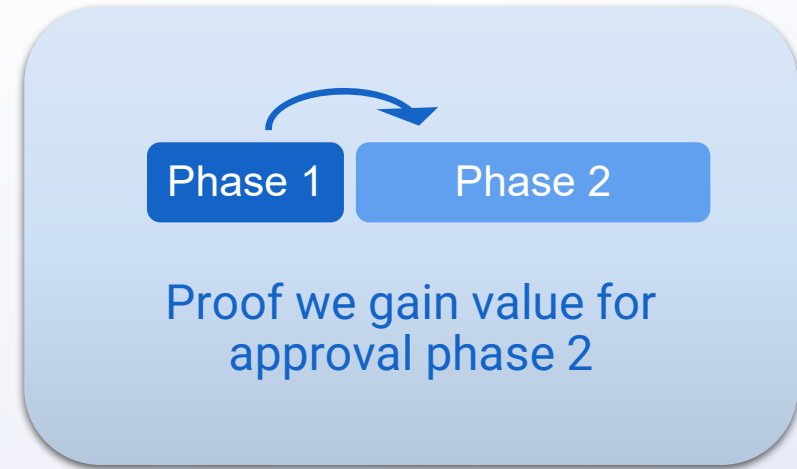 Phase 1
Phase 2
Proof we gain value for
approval phase 2